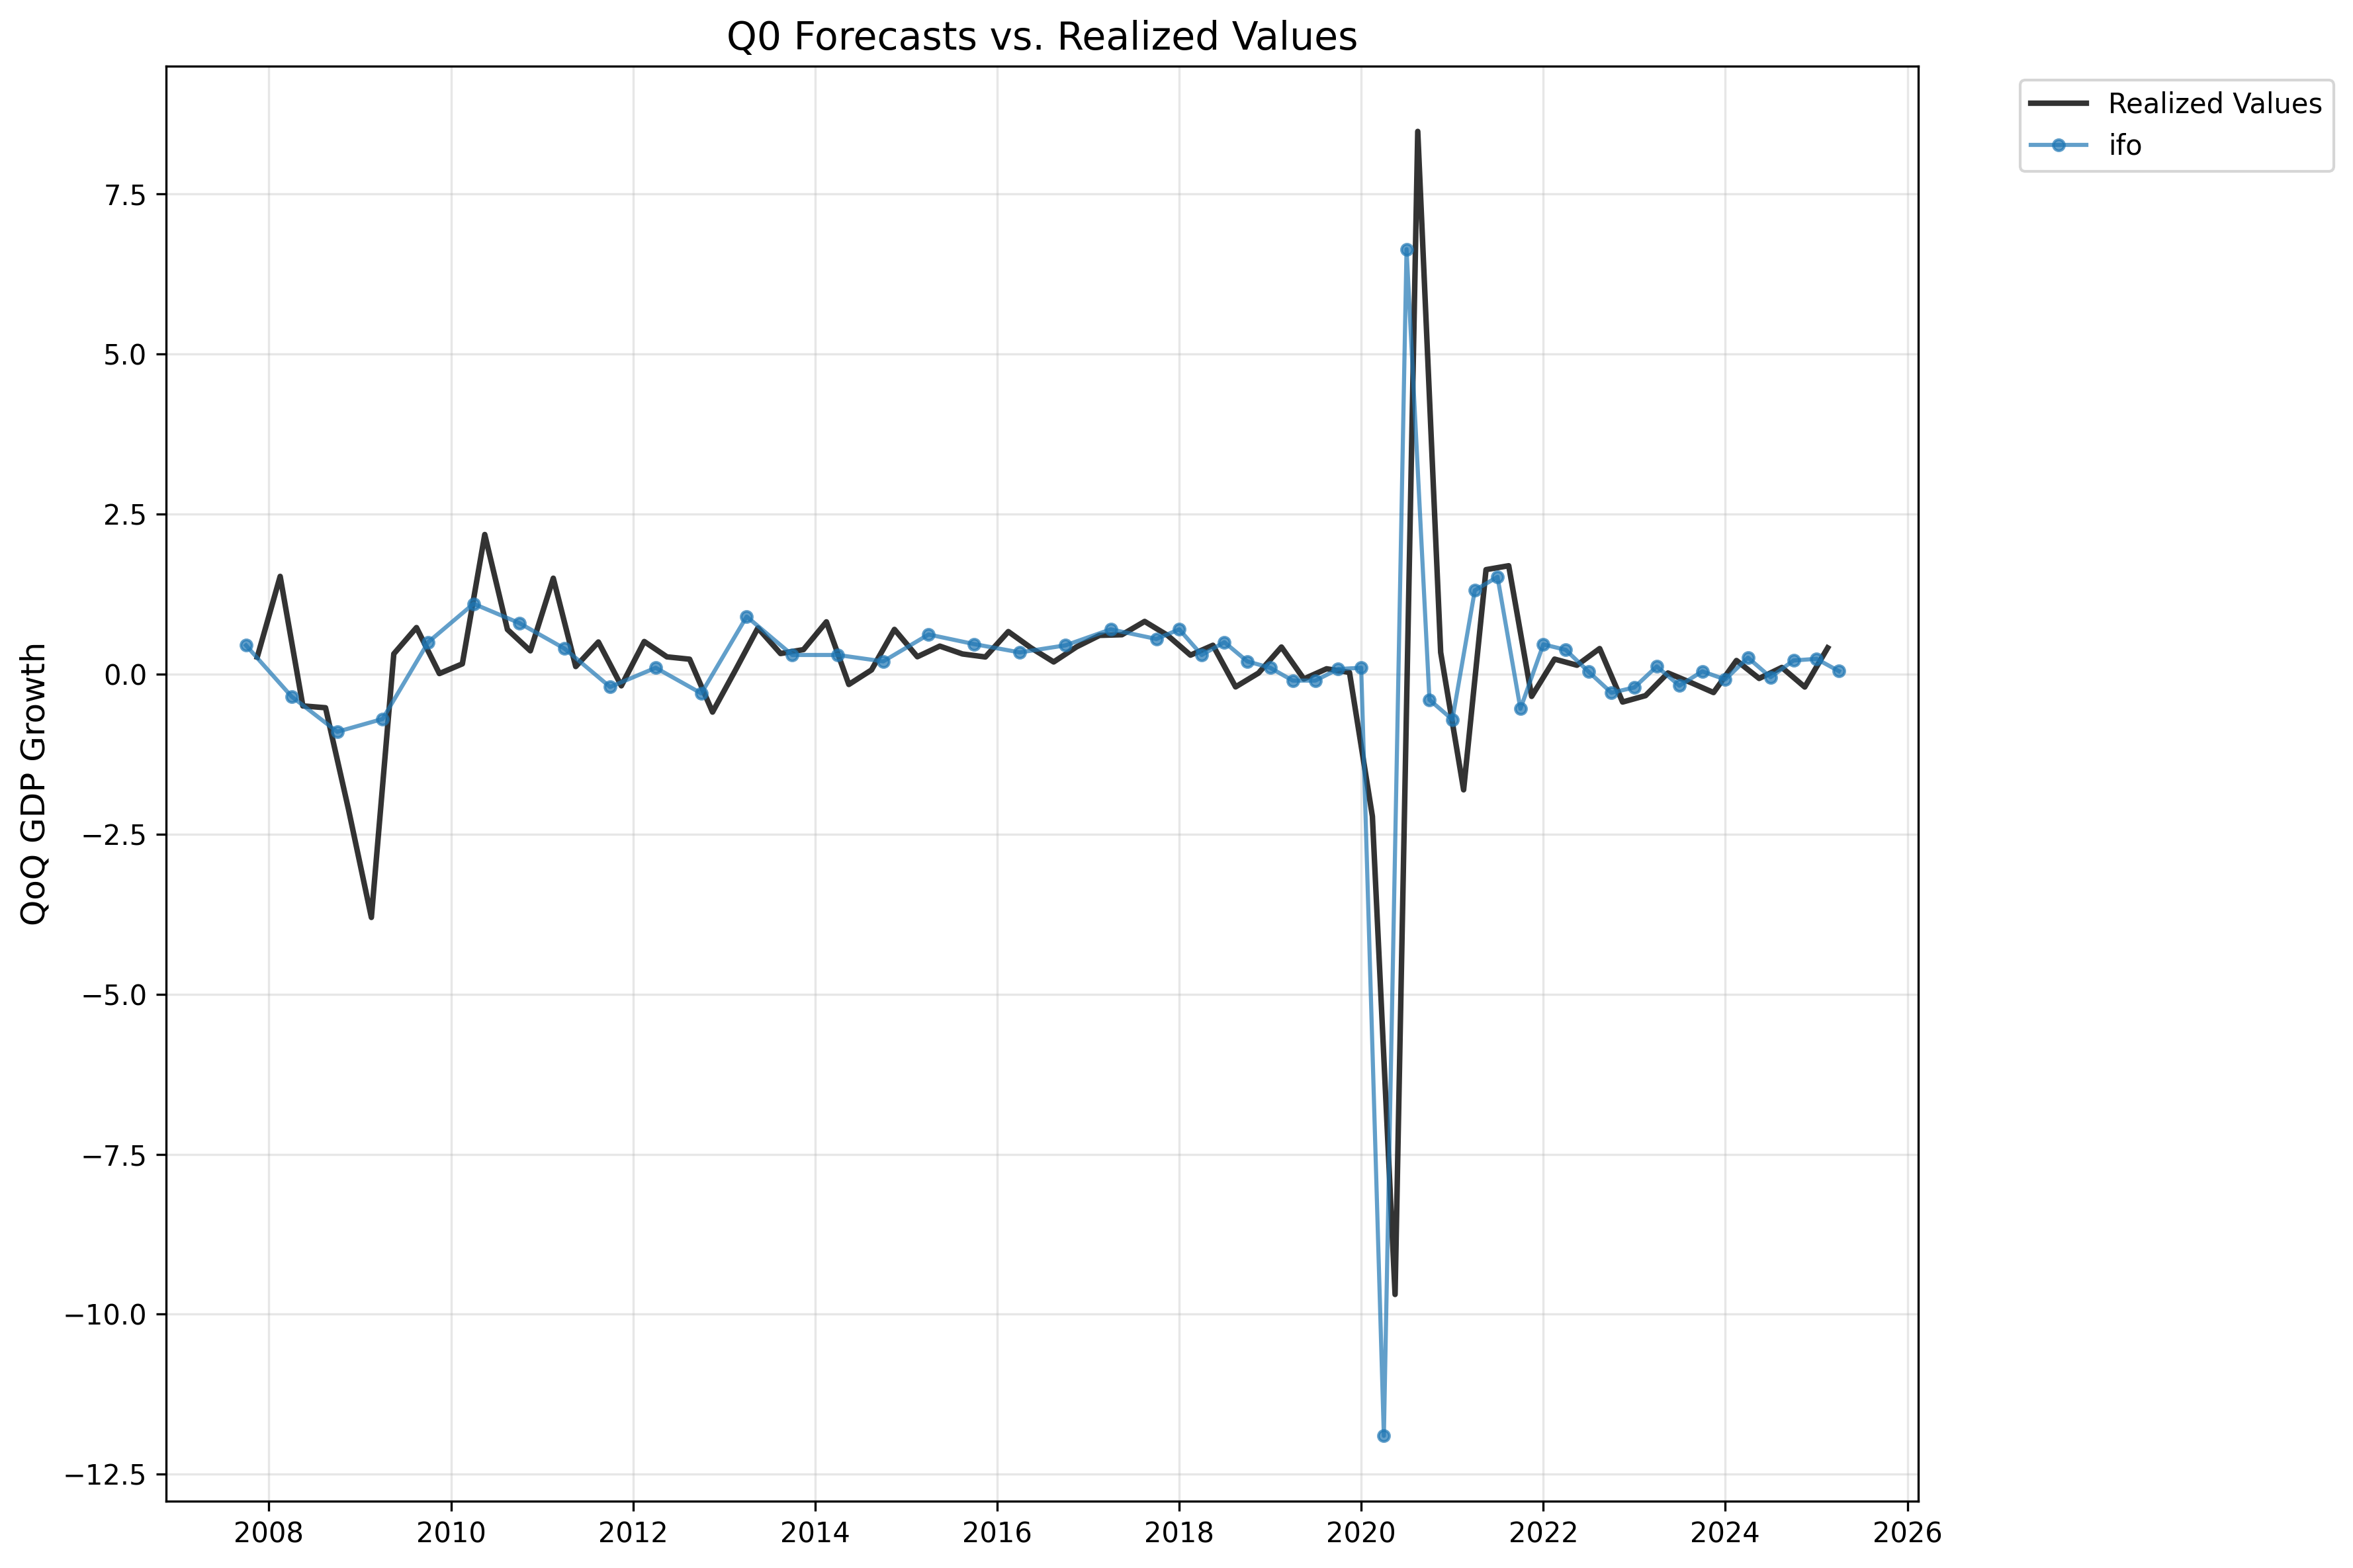 Q0 Forecasts vs. Realized Values
Realized Values
ifo
QoQ GDP Growth
7.5
5.0
2.5
0.0
−2.5
−5.0
−7.5
−10.0
−12.5
2008 2010 2012 2014 2016 2018 2020 2022 2024 2026